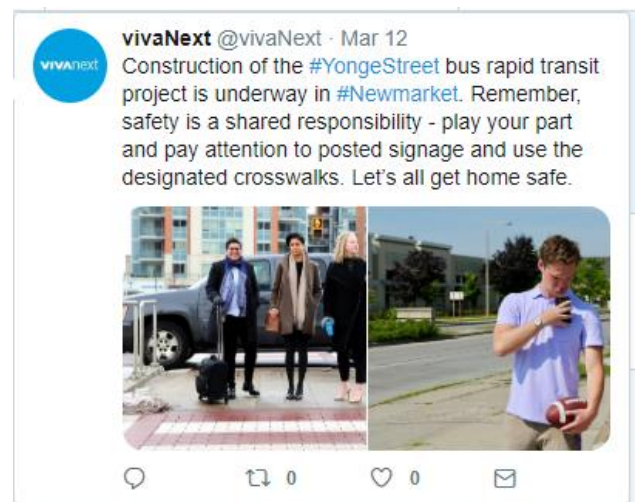 vivaNext @vivaNext · Mar 12
vivAnext
Construction of the #YongeStreet bus rapid transit
project is underway in #Newmarket. Remember,
safety is a shared responsibility - play your part
and pay attention to posted signage and use the
designated crosswalks. Let's all get home safe.
0
0